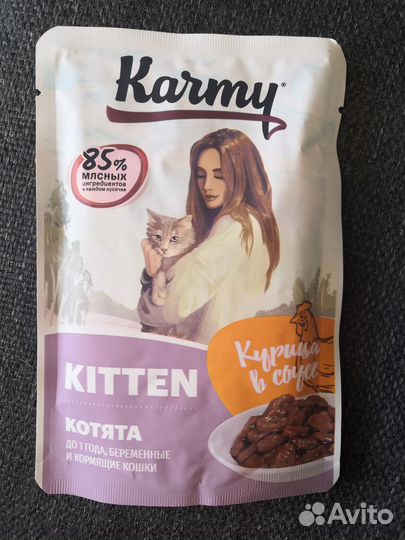 Karmy®
85%
МЯСНЫХ
ИНГРЕДИЕНТОВ
В КАЖДОМ КУСОЧКЕ
Курица
в соусе
KITTEN
КОТЯТА
ДО 1 ГОДА, БЕРЕМЕННЫЕ
И КОРМЯЩИЕ КОШКИ
Avito